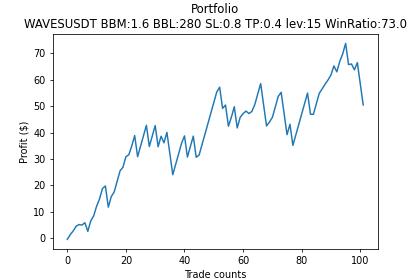 Portfolio
WAVESUSDT BBM:1.6 BBL:280 SL:0.8 TP:0.4 lev:15 WinRatio:73.0
Profit ($)
70
60
50
40
30
20
10
0
0 20 40 60 80 100
Trade counts